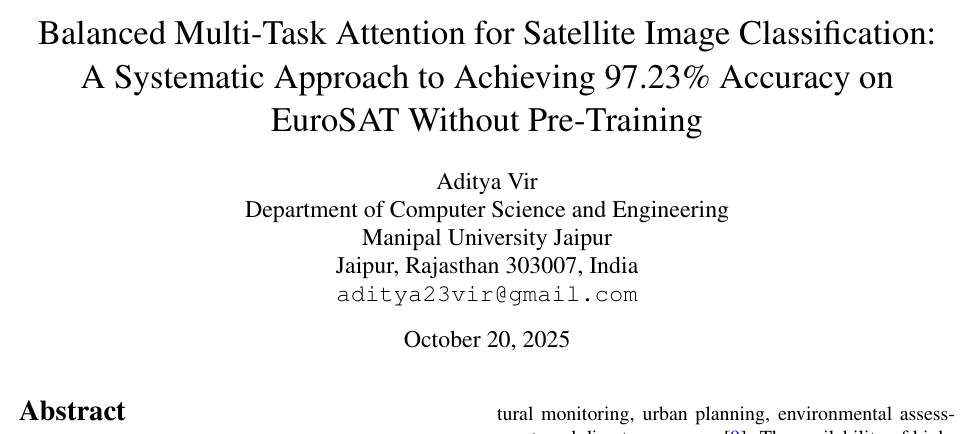 Balanced Multi-Task Attention for Satellite Image Classification:
A Systematic Approach to Achieving 97.23% Accuracy on
EuroSAT Without Pre-Training
Aditya Vir
Department of Computer Science and Engineering
Manipal University Jaipur
Jaipur, Rajasthan 303007, India
aditya23vir@gmail.com
October 20, 2025
Abstract
tural monitoring, urban planning, environmental assess-